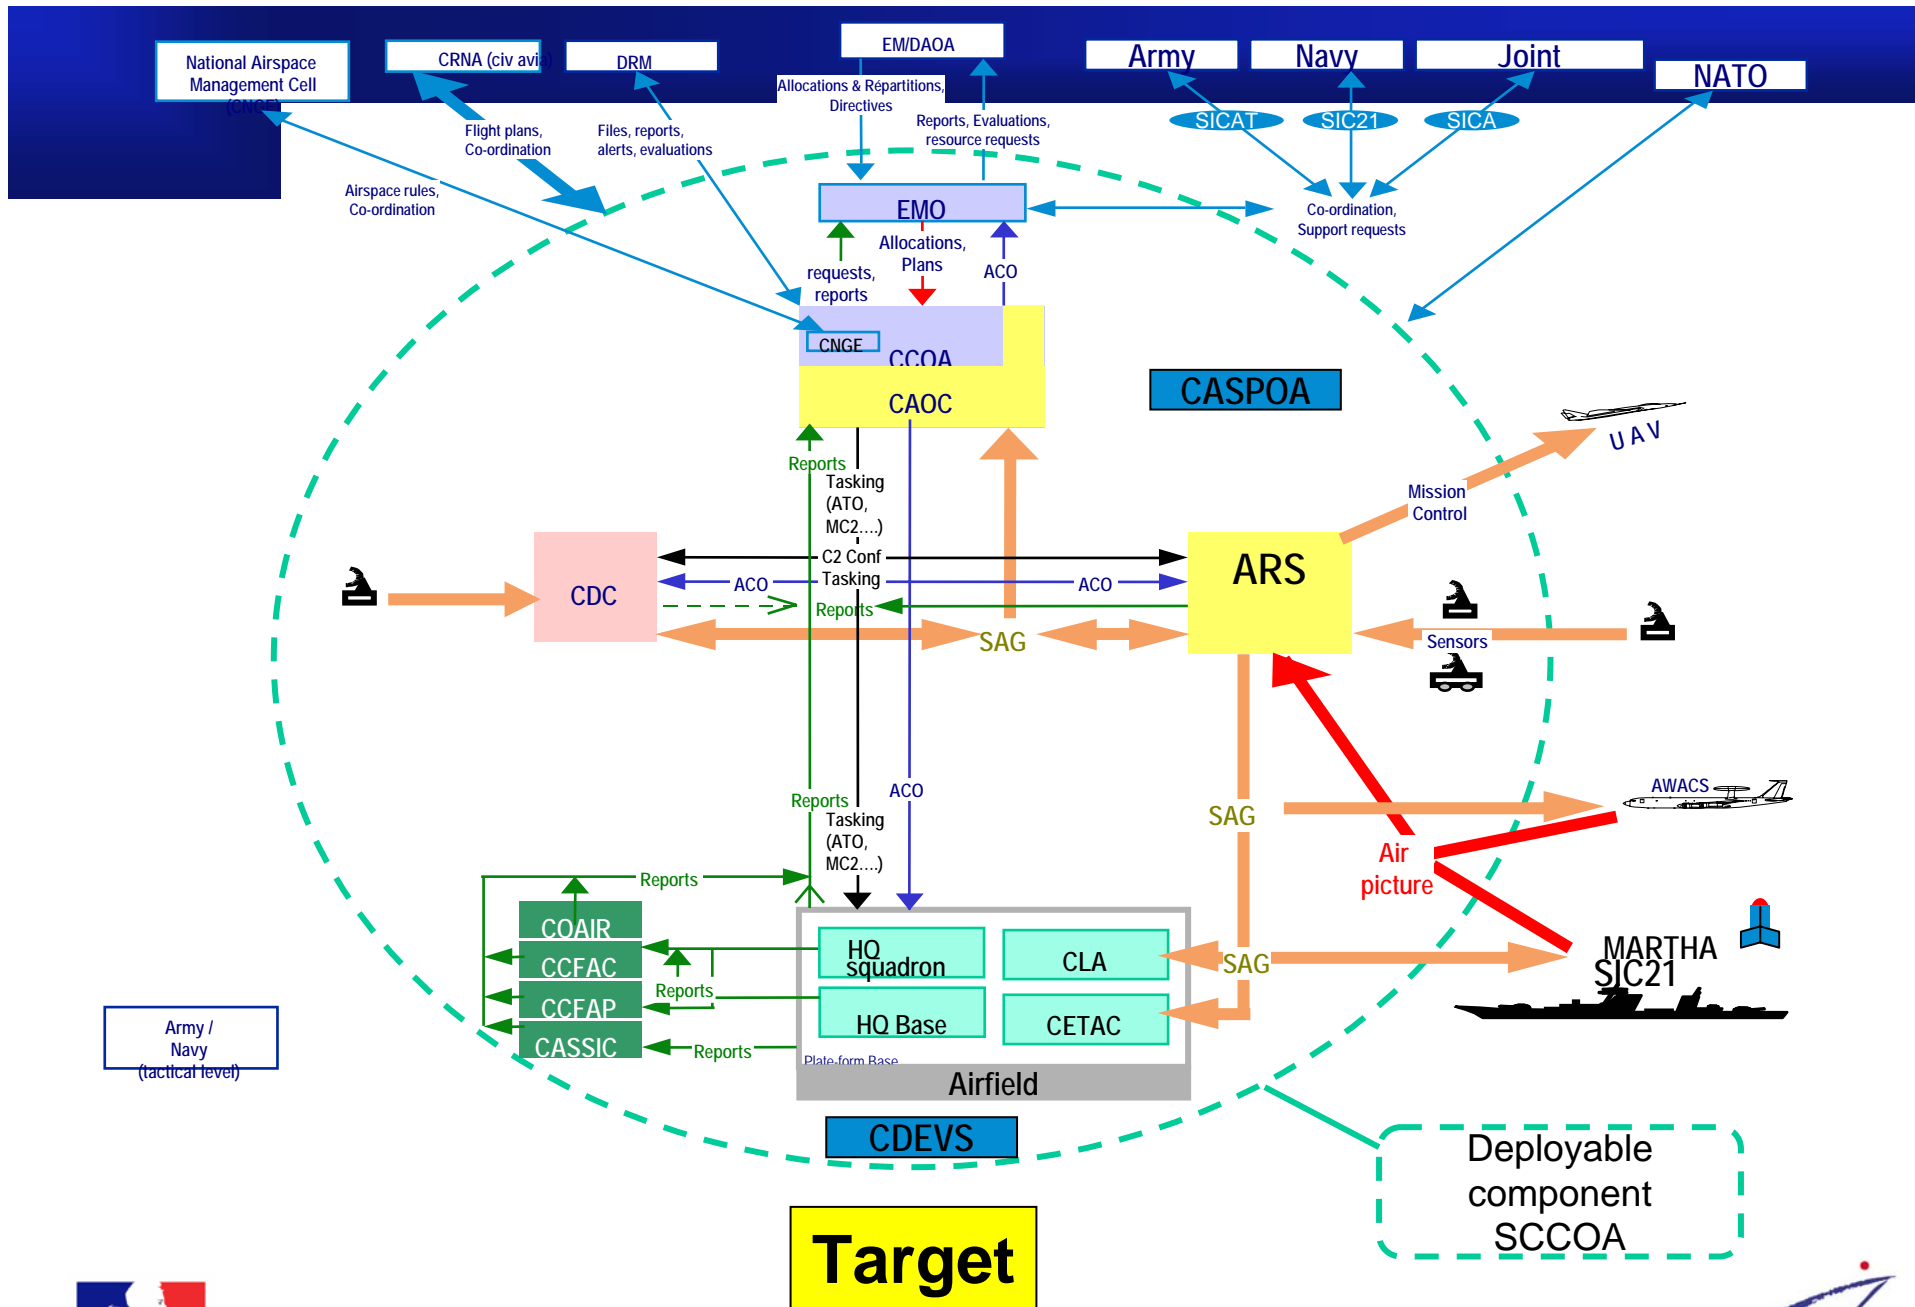 National Airspace
Management Cell
(CNGE)
CRNA (civ avia)
DRM
EM/DAOA
Army
Navy
Joint
NATO
Allocations & Répartitions,
Directives
Reports, Evaluations,
resource requests
SICAT
SIC21
SICA
Flight plans,
Co-ordination
Files, reports,
alerts, evaluations
Airspace rules,
Co-ordination
EMO
Co-ordination,
Support requests
Allocations,
Plans
requests,
reports
ACO
CNGE
CCOA
CAOC
CASPOA
UAV
Reports
Tasking
(ATO,
MC2....)
Mission
Control
C2 Conf
ARS
CDC
ACO
Tasking
ACO
Reports
SAG
Sensors
AWACS
ACO
Reports
SAG
Tasking
(ATO,
MC2....)
Air
picture
Reports
COAIR
CCFAC
CCFAP
CASSIC
Reports
Reports
HQ
squadron
CLA
HQ Base
CETAC
SAG
MARTHA
SIC21
Plate-form Base
Airfield
Army /
Navy
(tactical level)
CDEVS
Deployable
component
SCCOA
Target